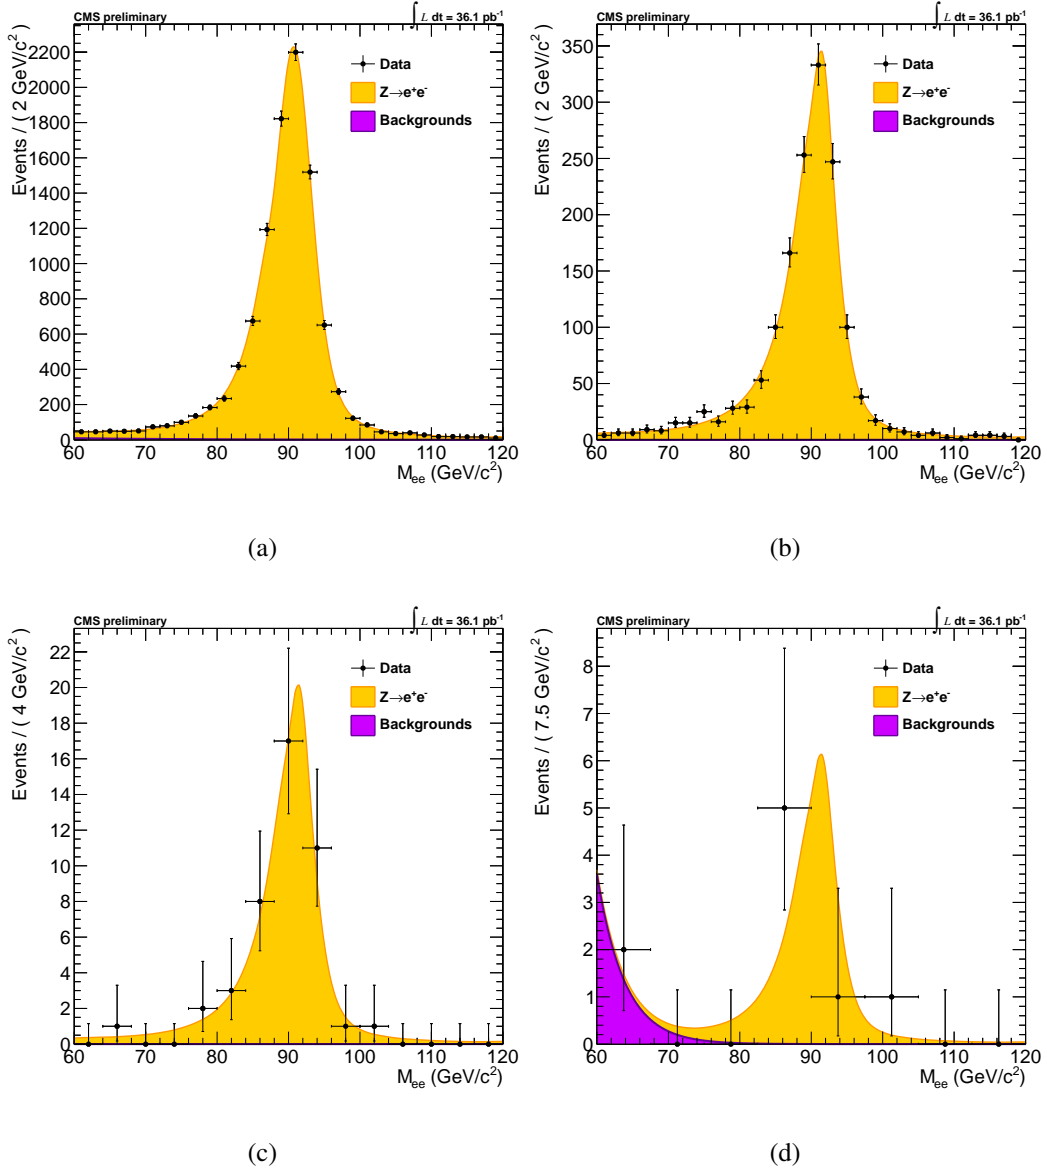 CMS preliminary
∫ L dt = 36.1 pb⁻¹
Events / ( 2 GeV/c² )
2200
2000
1800
1600
1400
1200
1000
800
600
400
200
0
Data
Z→e⁺e⁻
Backgrounds
60 70 80 90 100 110 120
M_ee (GeV/c²)
(a)
CMS preliminary
∫ L dt = 36.1 pb⁻¹
Events / ( 2 GeV/c² )
350
300
250
200
150
100
50
0
Data
Z→e⁺e⁻
Backgrounds
60 70 80 90 100 110 120
M_ee (GeV/c²)
(b)
CMS preliminary
∫ L dt = 36.1 pb⁻¹
Events / ( 4 GeV/c² )
22
20
18
16
14
12
10
8
6
4
2
0
Data
Z→e⁺e⁻
Backgrounds
60 70 80 90 100 110 120
M_ee (GeV/c²)
(c)
CMS preliminary
∫ L dt = 36.1 pb⁻¹
Events / ( 7.5 GeV/c² )
8
7
6
5
4
3
2
1
0
Data
Z→e⁺e⁻
Backgrounds
60 70 80 90 100 110 120
M_ee (GeV/c²)
(d)